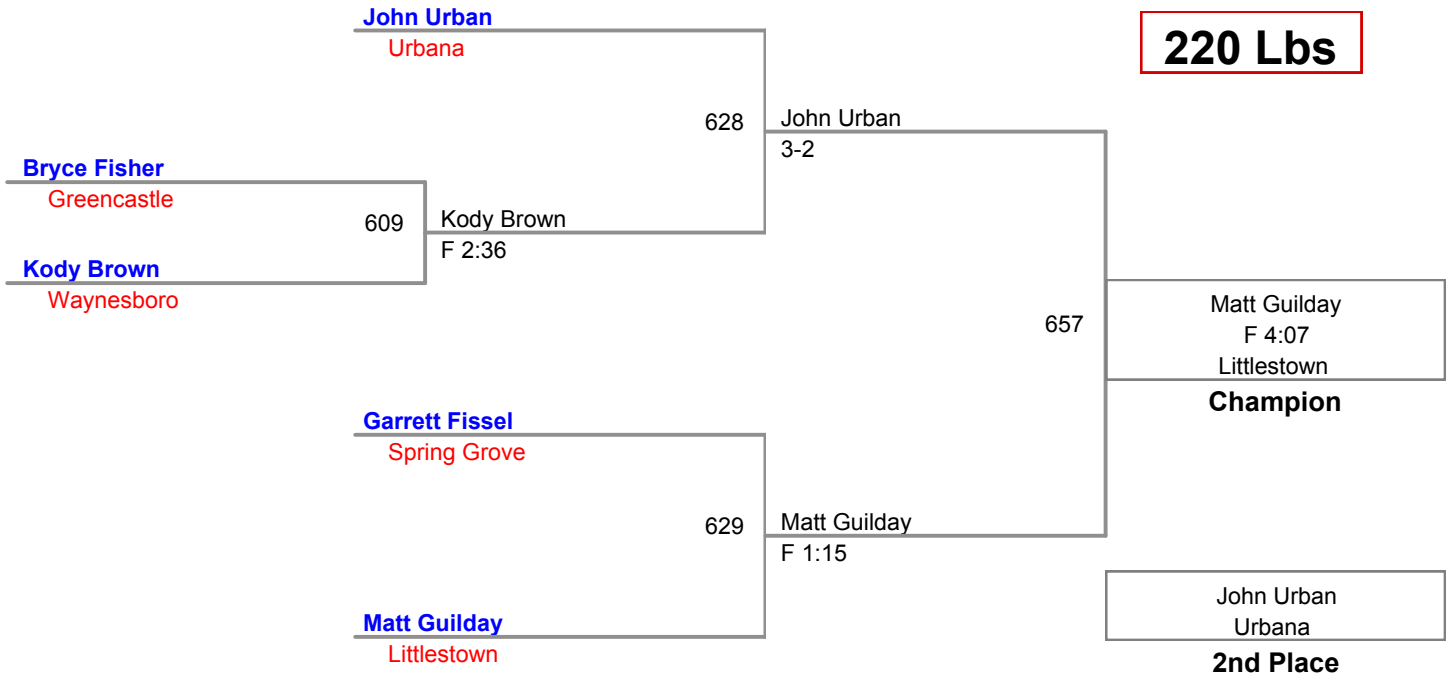 John Urban
Urbana
220 Lbs
628
John Urban
3-2
Bryce Fisher
Greencastle
609
Kody Brown
F 2:36
Kody Brown
Waynesboro
657
Matt Guilday
F 4:07
Littlestown
Champion
Garrett Fissel
Spring Grove
629
Matt Guilday
F 1:15
Matt Guilday
Littlestown
John Urban
Urbana
2nd Place